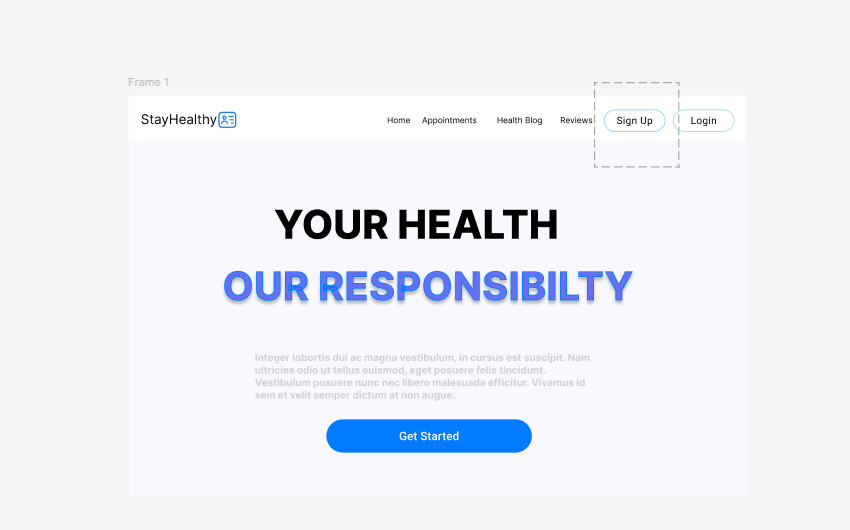 Frame 1
StayHealthy
Home Appointments Health Blog Reviews Sign Up Login
YOUR HEALTH
OUR RESPONSIBILTY
Integer lobortis dui ac magna vestibulum, in cursus est suscipit. Nam
ultricies odio ut tellus euismod, eget posuere felis tincidunt.
Vestibulum posuere nunc nec libero malesuada efficitur. Vivamus id
sem et velit semper dictum at non augue.
Get Started